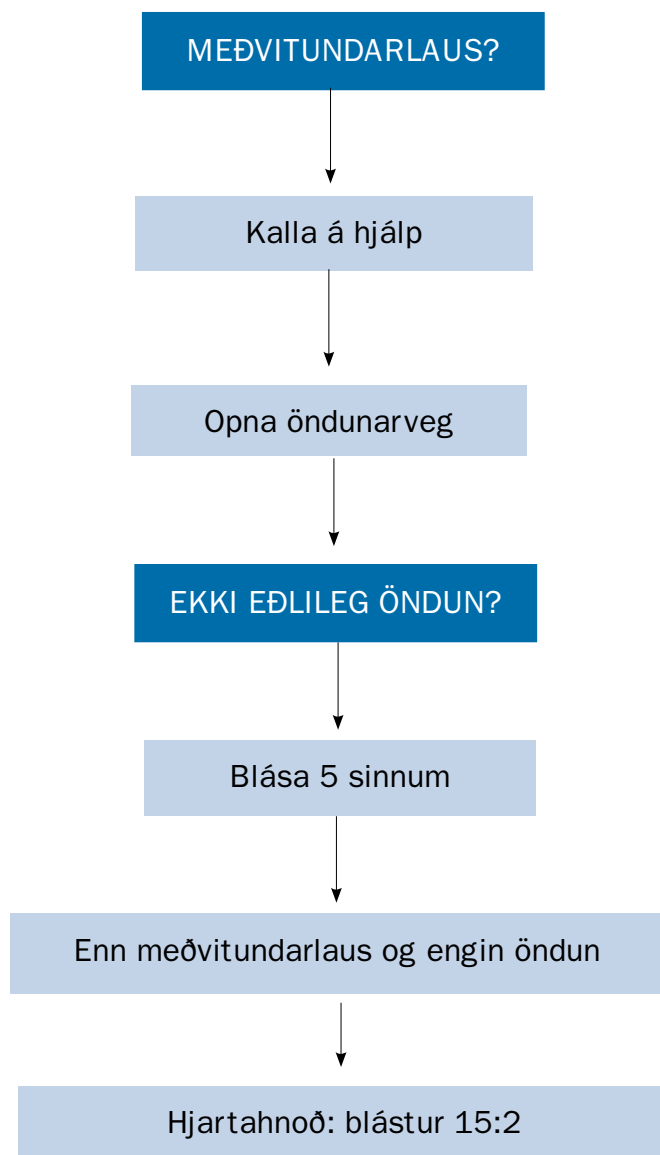 MEÐVITUNDARLAUS?
Kalla á hjálp
Opna öndunarveg
EKKI EÐLILEG ÖNDUN?
Blása 5 sinnum
Enn meðvitundarlaus og engin öndun
Hjartahnoð: blástur 15:2